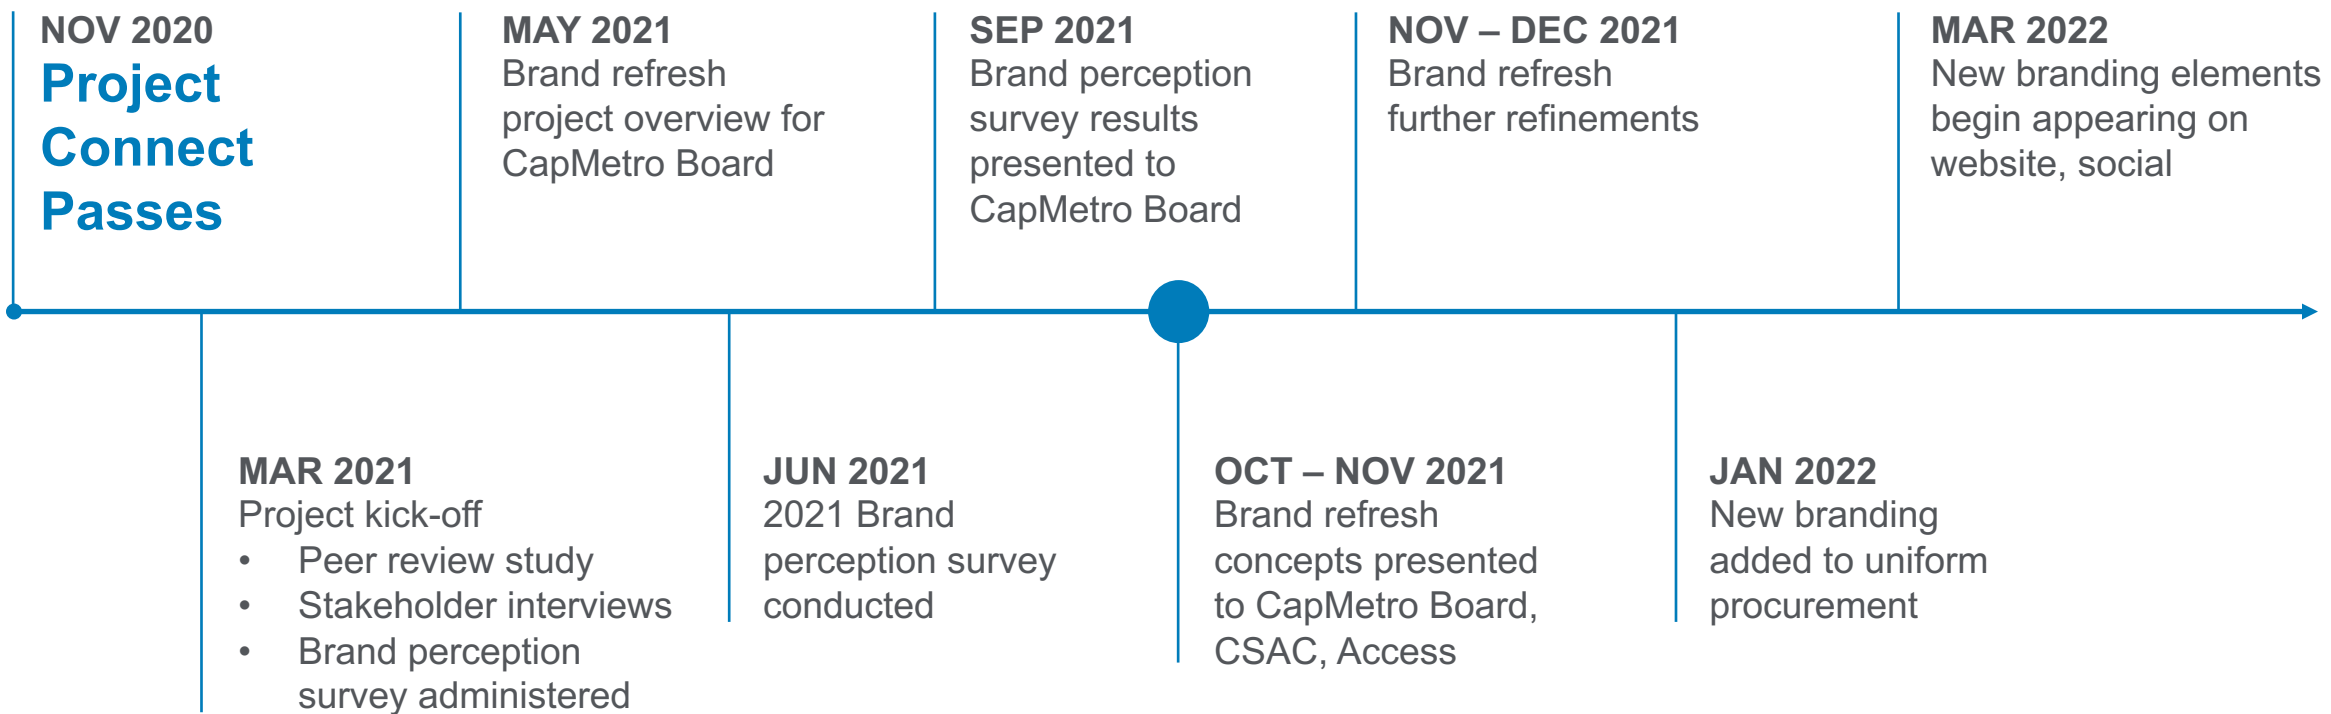 NOV 2020
Project
Connect
Passes
MAY 2021
Brand refresh
project overview for
CapMetro Board
SEP 2021
Brand perception
survey results
presented to
CapMetro Board
NOV – DEC 2021
Brand refresh
further refinements
MAR 2022
New branding elements
begin appearing on
website, social
MAR 2021
Project kick-off
• Peer review study
• Stakeholder interviews
• Brand perception
survey administered
JUN 2021
2021 Brand
perception survey
conducted
OCT – NOV 2021
Brand refresh
concepts presented
to CapMetro Board,
CSAC, Access
JAN 2022
New branding
added to uniform
procurement